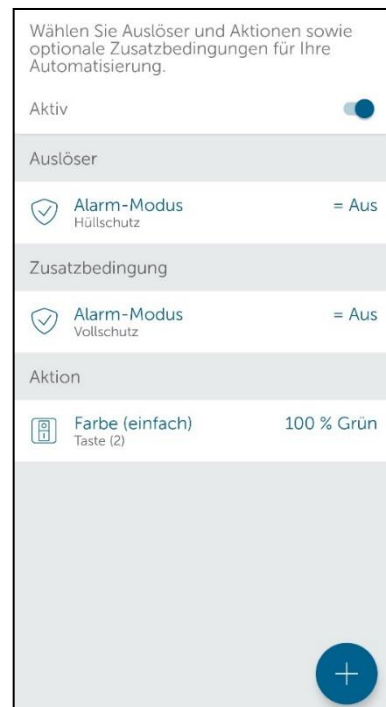 Wählen Sie Auslöser und Aktionen sowie
optionale Zusatzbedingungen für Ihre
Automatisierung.
Aktiv
Auslöser
Alarm-Modus = Aus
Hüllschutz
Zusatzbedingung
Alarm-Modus = Aus
Vollschutz
Aktion
Farbe (einfach) 100 % Grün
Taste (2)